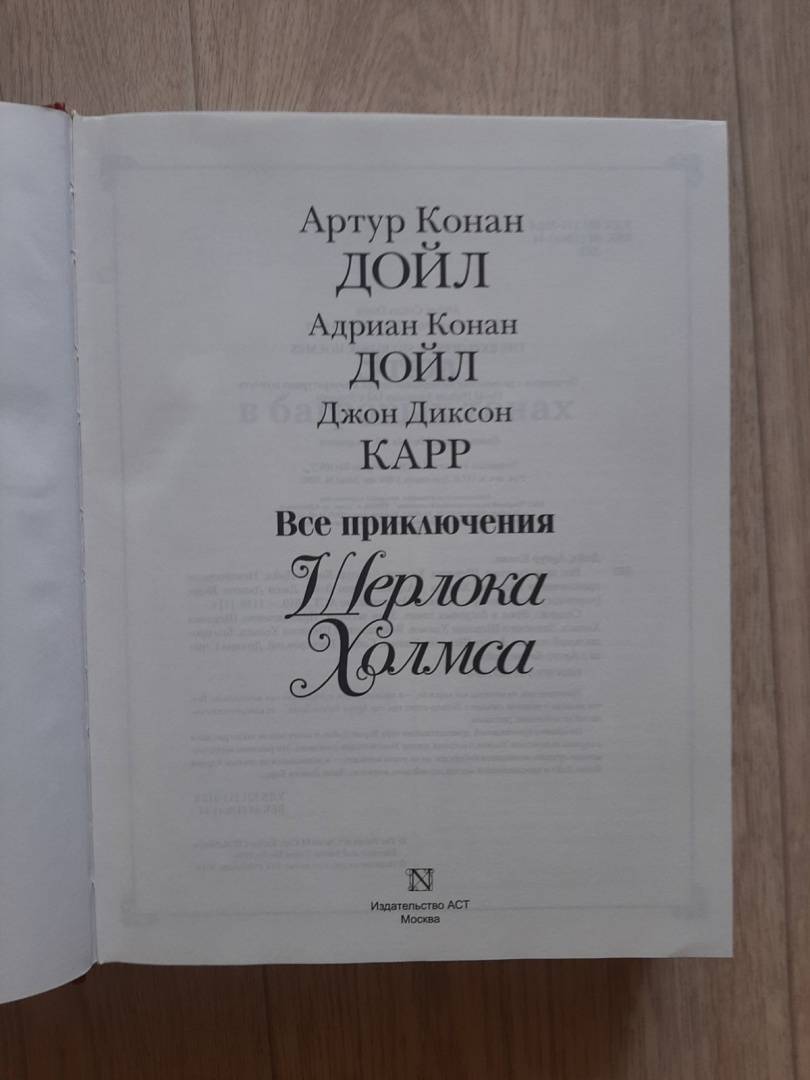 Артур Конан
ДОЙЛ
Адриан Конан
ДОЙЛ
Джон Диксон
КАРР
Все приключения
Шерлока
Холмса
Издательство АСТ
Москва